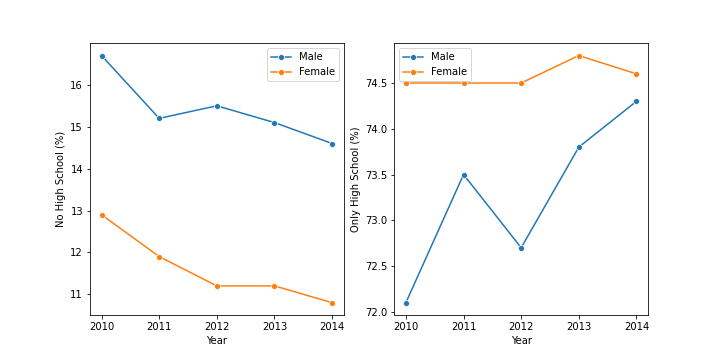 Male
Female
No High School (%)
16
15
14
13
12
11
2010 2011 2012 2013 2014
Year
Male
Female
Only High School (%)
74.5
74.0
73.5
73.0
72.5
72.0
2010 2011 2012 2013 2014
Year